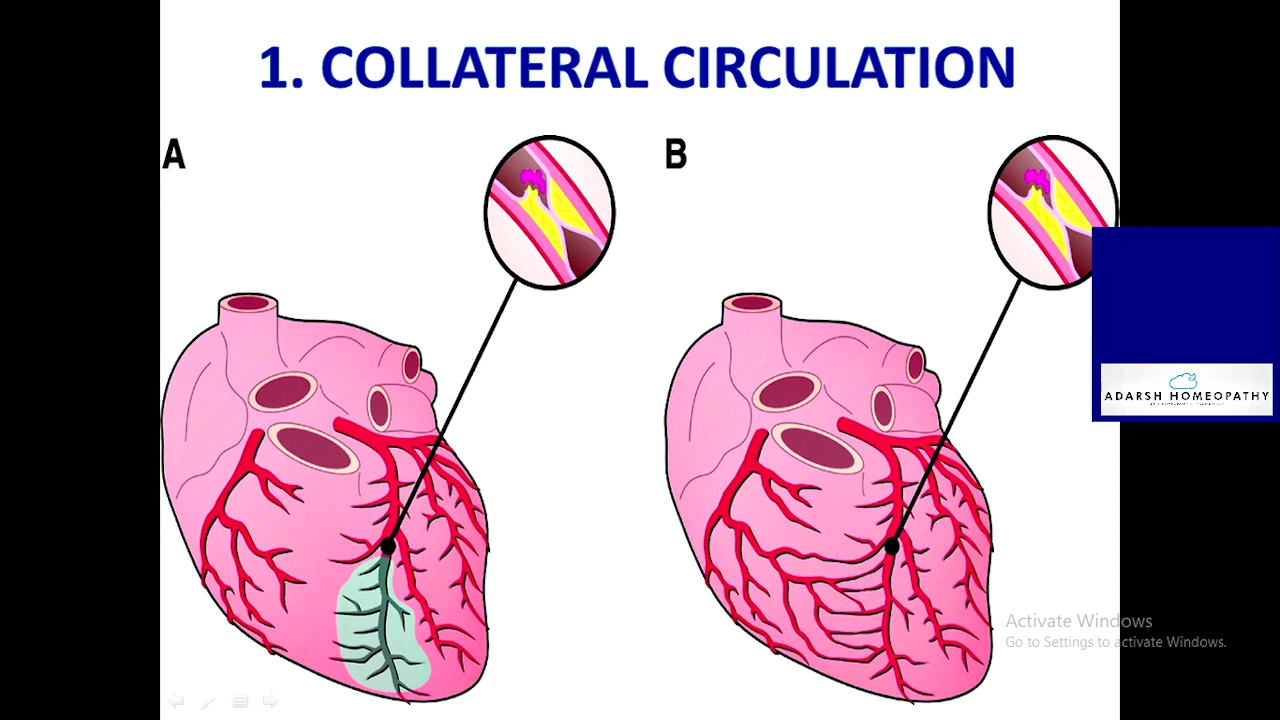 1. COLLATERAL CIRCULATION
A
B
ADARSH HOMEOPATHY
Activate Windows
Go to Settings to activate Windows.